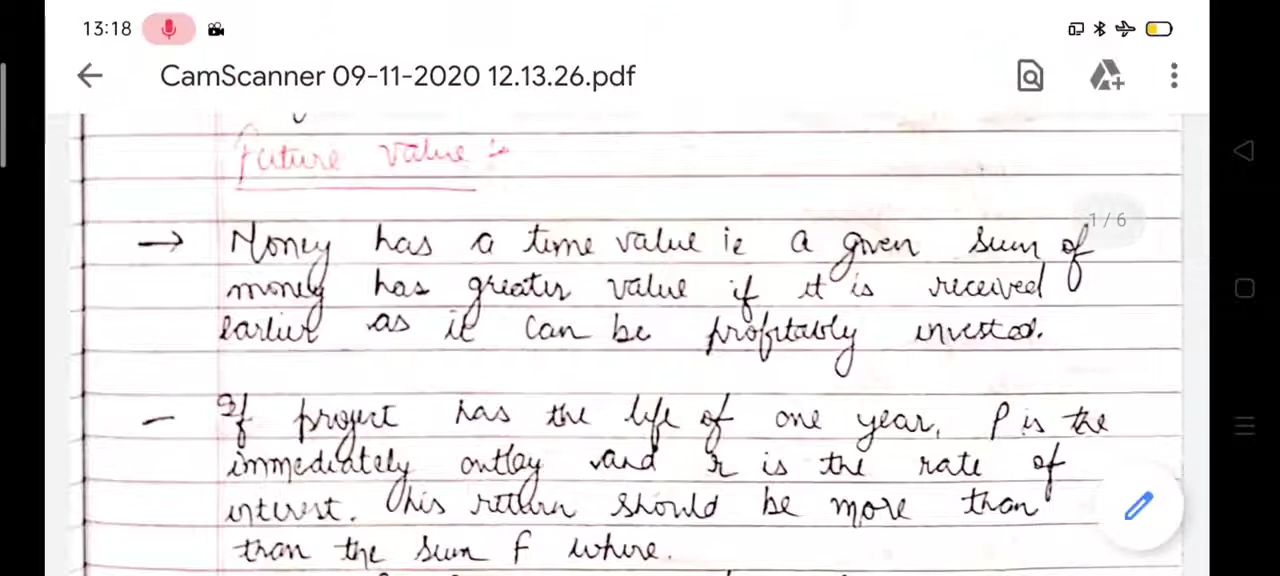 13:18
CamScanner 09-11-2020 12.13.26.pdf
future value :-
1/6
→ Money has a time value ie a given sum of
money has greater value if it is received
earlier as it can be profitably invested.
— If project has the life of one year, P is the
immediately outlay and r is the rate of
interest. This return should be more than
than the sum F where.